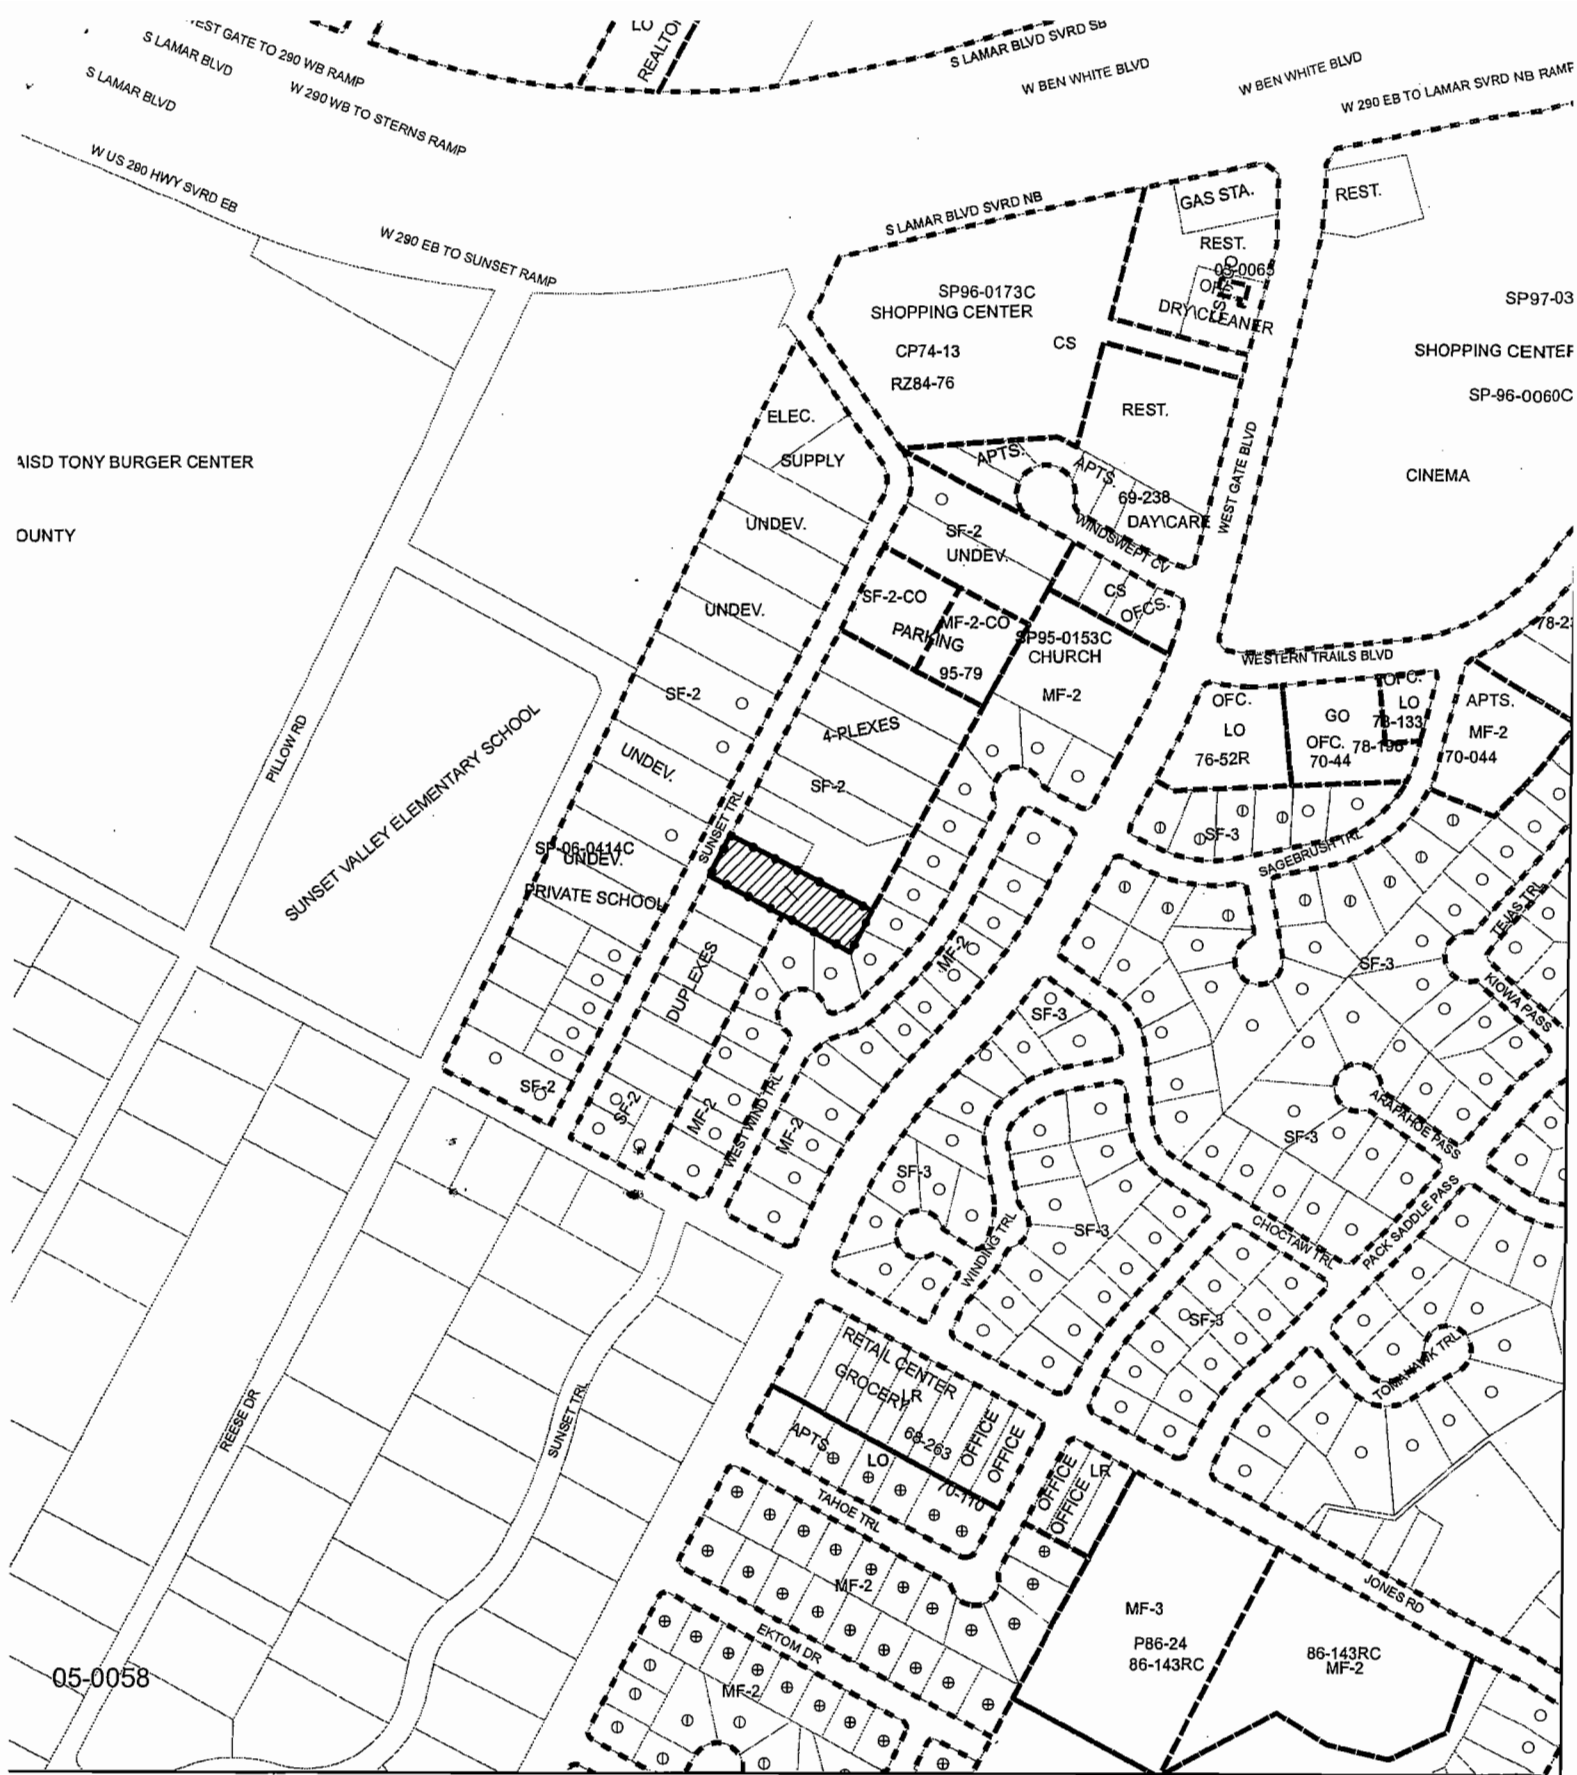 LO
REALTO
WEST GATE TO 290 WB RAMP
S LAMAR BLVD
S LAMAR BLVD
W 290 WB TO STERNS RAMP
S LAMAR BLVD SVRD SB
W BEN WHITE BLVD
W BEN WHITE BLVD
W 290 EB TO LAMAR SVRD NB RAMP
W US 290 HWY SVRD EB
W 290 EB TO SUNSET RAMP
S LAMAR BLVD SVRD NB
GAS STA.
REST.
REST.
03-0065
DRY\CLEANER
SP96-0173C
SHOPPING CENTER
CP74-13
CS
RZ84-76
SP97-03
SHOPPING CENTER
SP-96-0060C
CINEMA
REST.
WEST GATE BLVD
ELEC.
SUPPLY
APTS.
APTS.
69-238
DAY\CARE
WINDSWEPT CV
AISD TONY BURGER CENTER
OUNTY
UNDEV.
SF-2
UNDEV.
UNDEV.
SF-2-CO
MF-2-CO
PARKING
95-79
CS
OFCS.
SP95-0153C
CHURCH
MF-2
WESTERN TRAILS BLVD
78-2
OFC.
LO
76-52R
GO
OFC.
70-44
78-196
OFC.
LO
78-133
APTS.
MF-2
70-044
SF-2
UNDEV.
4-PLEXES
SF-2
PILLOW RD
SUNSET VALLEY ELEMENTARY SCHOOL
SUNSET TRL
SP-06-0414C
UNDEV.
PRIVATE SCHOOL
SF-3
SAGEBRUSH TRL
TEJAS TRL
SF-3
KIOWA PASS
MF-2
DUPLEXES
SF-3
SF-2
SF-2
MF-2
WEST WIND TRL
MF-2
ARAPAHOE PASS
SF-3
SF-3
SF-3
WINDING TRL
CHOCTAW TRL
PACK SADDLE PASS
SF-3
TOMAHAWK TRL
RETAIL CENTER
GROCERY
LR
68-263
OFFICE
OFFICE
APTS.
LO
70-110
OFFICE
OFFICE
LR
TAHOE TRL
REESE DR
SUNSET TRL
MF-2
JONES RD
MF-3
P86-24
86-143RC
86-143RC
MF-2
EKTOM DR
MF-2
05-0058